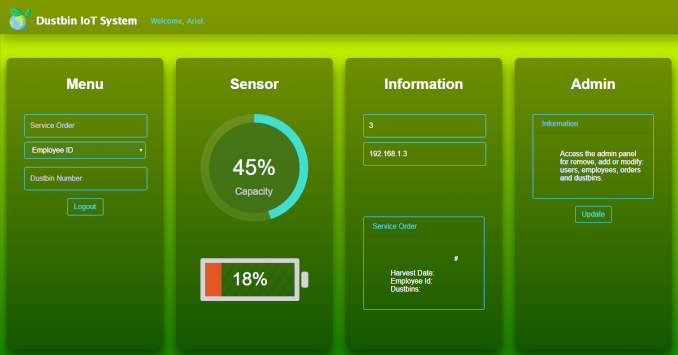 Dustbin IoT System
Welcome, Ariel.
Menu
Service Order
Employee ID
Dustbin Number
Logout
Sensor
45%
Capacity
18%
Information
3
192.168.1.3
Service Order
#
Harvest Date:
Employee Id:
Dustbins:
Admin
Information
Access the admin panel
for remove, add or modify:
users, employees, orders
and dustbins.
Update